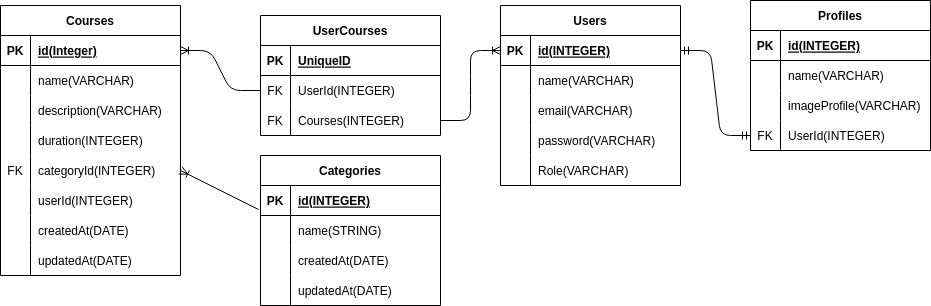 Courses
PK id(Integer)
name(VARCHAR)
description(VARCHAR)
duration(INTEGER)
FK categoryId(INTEGER)
userId(INTEGER)
createdAt(DATE)
updatedAt(DATE)
UserCourses
PK UniqueID
FK UserId(INTEGER)
FK Courses(INTEGER)
Categories
PK id(INTEGER)
name(STRING)
createdAt(DATE)
updatedAt(DATE)
Users
PK id(INTEGER)
name(VARCHAR)
email(VARCHAR)
password(VARCHAR)
Role(VARCHAR)
Profiles
PK id(INTEGER)
name(VARCHAR)
imageProfile(VARCHAR)
FK UserId(INTEGER)